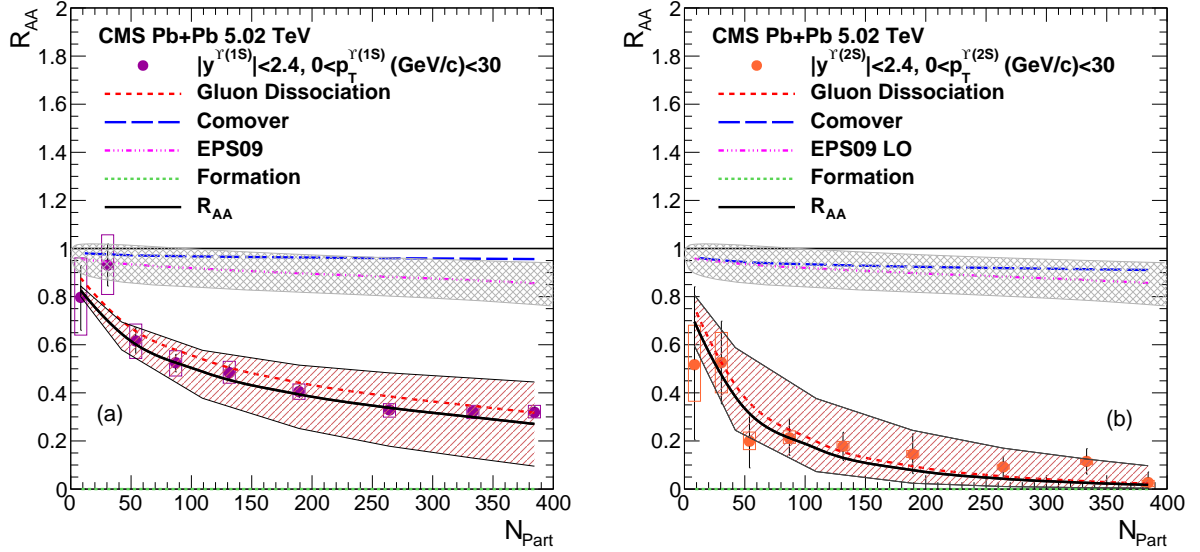 R_AA
2
1.8
1.6
1.4
1.2
1
0.8
0.6
0.4
0.2
0
CMS Pb+Pb 5.02 TeV
|y^ϒ(1S)|<2.4, 0<p_T^ϒ(1S) (GeV/c)<30
Gluon Dissociation
Comover
EPS09
Formation
R_AA
(a)
0 50 100 150 200 250 300 350 400
N_Part
R_AA
2
1.8
1.6
1.4
1.2
1
0.8
0.6
0.4
0.2
0
CMS Pb+Pb 5.02 TeV
|y^ϒ(2S)|<2.4, 0<p_T^ϒ(2S) (GeV/c)<30
Gluon Dissociation
Comover
EPS09 LO
Formation
R_AA
(b)
0 50 100 150 200 250 300 350 400
N_Part